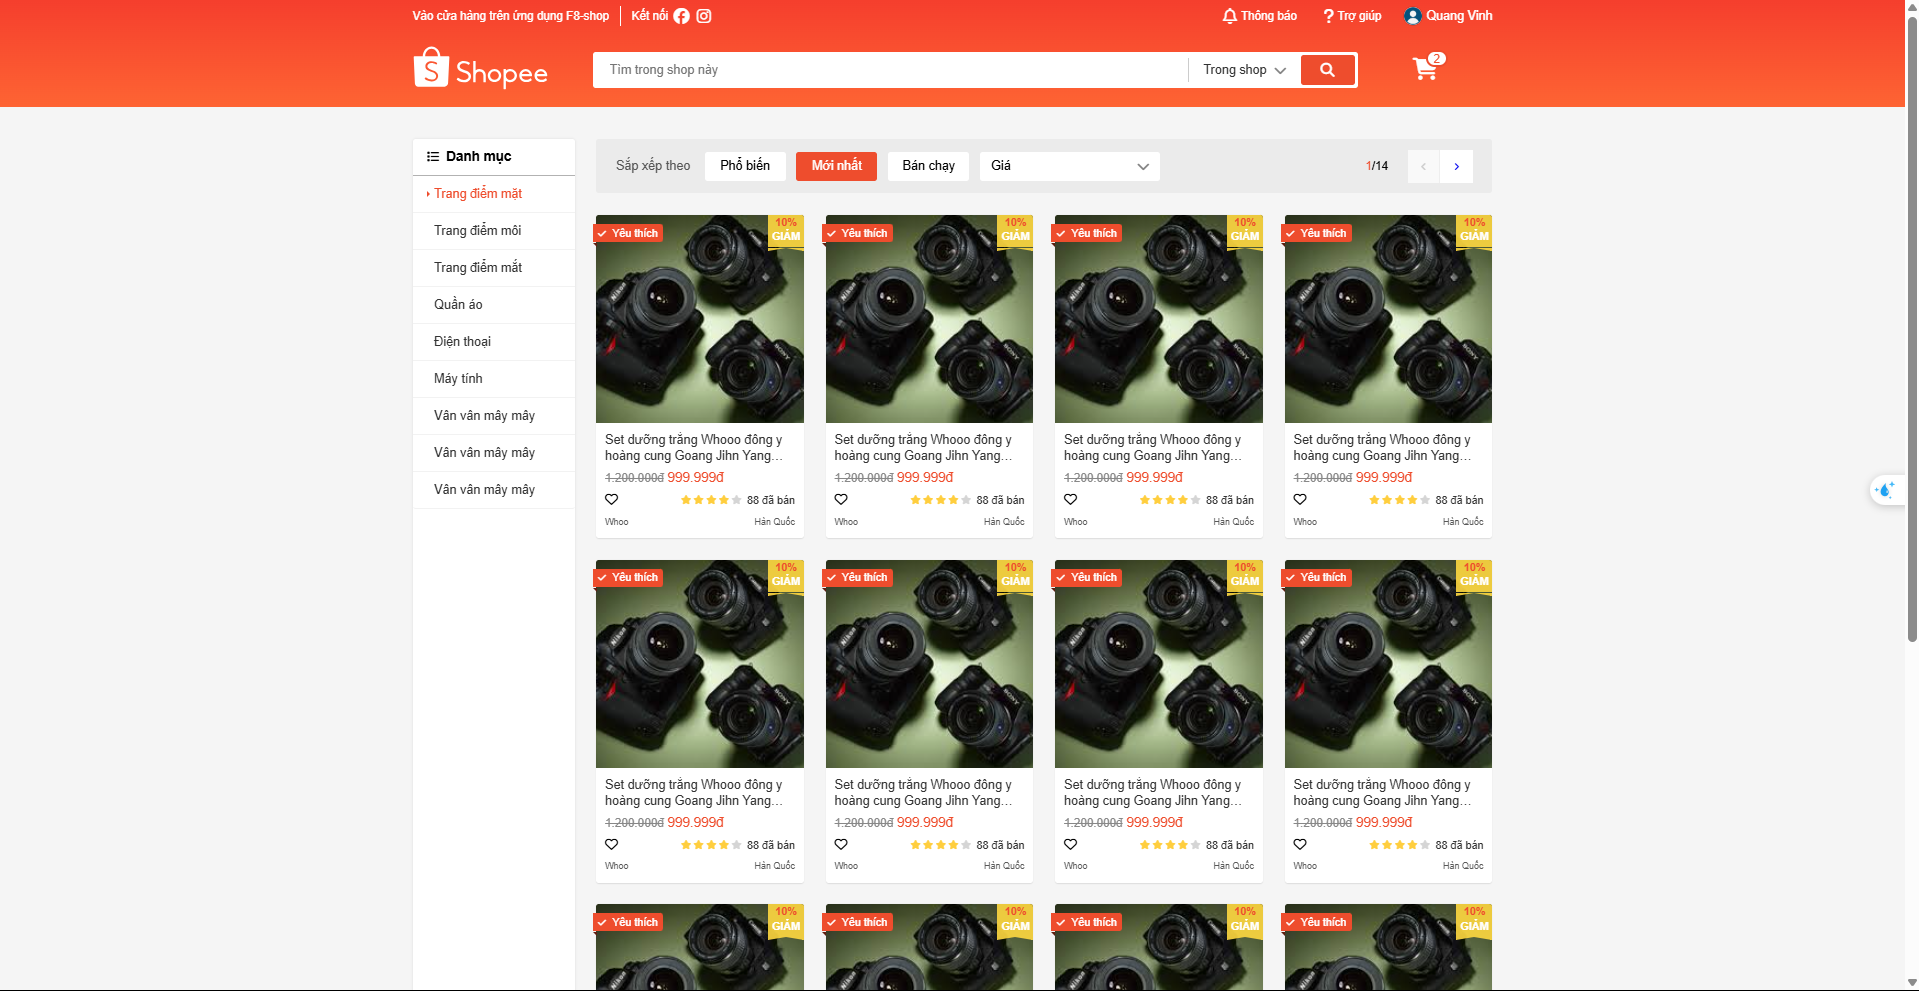 Vào cửa hàng trên ứng dụng F8-shop
Kết nối
Thông báo
Trợ giúp
Quang Vinh
Shopee
Tìm trong shop này
Trong shop
2
Danh mục
Trang điểm mặt
Trang điểm môi
Trang điểm mắt
Quần áo
Điện thoại
Máy tính
Vân vân mây mây
Vân vân mây mây
Vân vân mây mây
Sắp xếp theo
Phổ biến
Mới nhất
Bán chạy
Giá
1/14
Yêu thích
10%
GIẢM
Set dưỡng trắng Whooo đông y
hoàng cung Goang Jihn Yang...
1.200.000đ 999.999đ
88 đã bán
Whoo
Hàn Quốc
Yêu thích
10%
GIẢM
Set dưỡng trắng Whooo đông y
hoàng cung Goang Jihn Yang...
1.200.000đ 999.999đ
88 đã bán
Whoo
Hàn Quốc
Yêu thích
10%
GIẢM
Set dưỡng trắng Whooo đông y
hoàng cung Goang Jihn Yang...
1.200.000đ 999.999đ
88 đã bán
Whoo
Hàn Quốc
Yêu thích
10%
GIẢM
Set dưỡng trắng Whooo đông y
hoàng cung Goang Jihn Yang...
1.200.000đ 999.999đ
88 đã bán
Whoo
Hàn Quốc
Yêu thích
10%
GIẢM
Set dưỡng trắng Whooo đông y
hoàng cung Goang Jihn Yang...
1.200.000đ 999.999đ
88 đã bán
Whoo
Hàn Quốc
Yêu thích
10%
GIẢM
Set dưỡng trắng Whooo đông y
hoàng cung Goang Jihn Yang...
1.200.000đ 999.999đ
88 đã bán
Whoo
Hàn Quốc
Yêu thích
10%
GIẢM
Set dưỡng trắng Whooo đông y
hoàng cung Goang Jihn Yang...
1.200.000đ 999.999đ
88 đã bán
Whoo
Hàn Quốc
Yêu thích
10%
GIẢM
Set dưỡng trắng Whooo đông y
hoàng cung Goang Jihn Yang...
1.200.000đ 999.999đ
88 đã bán
Whoo
Hàn Quốc
Yêu thích
10%
GIẢM
Yêu thích
10%
GIẢM
Yêu thích
10%
GIẢM
Yêu thích
10%
GIẢM